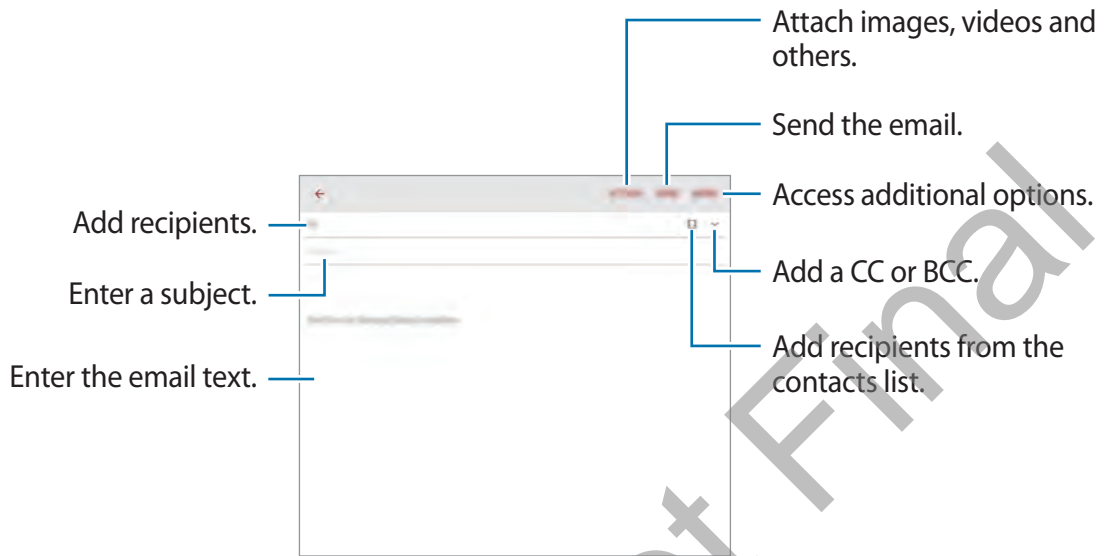 Attach images, videos and
others.
Send the email.
Access additional options.
Add recipients.
Add a CC or BCC.
Enter a subject.
Add recipients from the
contacts list.
Enter the email text.
Final